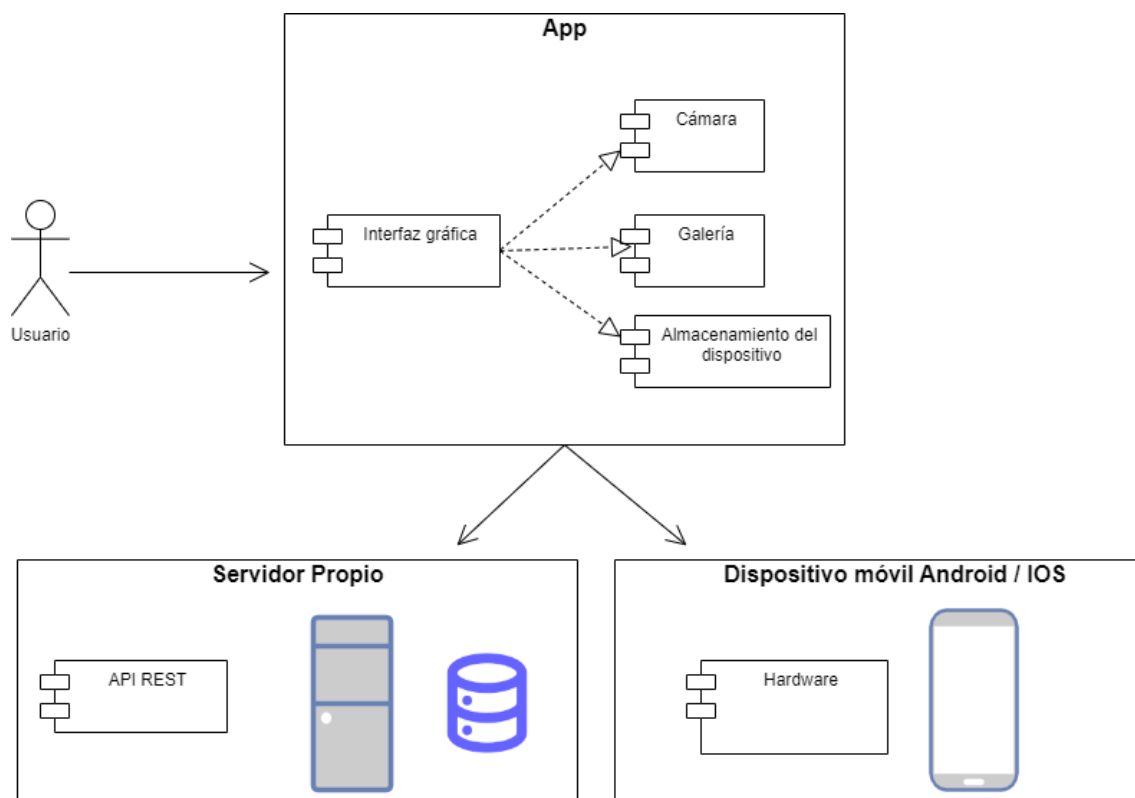 App
Cámara
Interfaz gráfica
Galería
Usuario
Almacenamiento del
dispositivo
Servidor Propio
Dispositivo móvil Android / IOS
API REST
Hardware